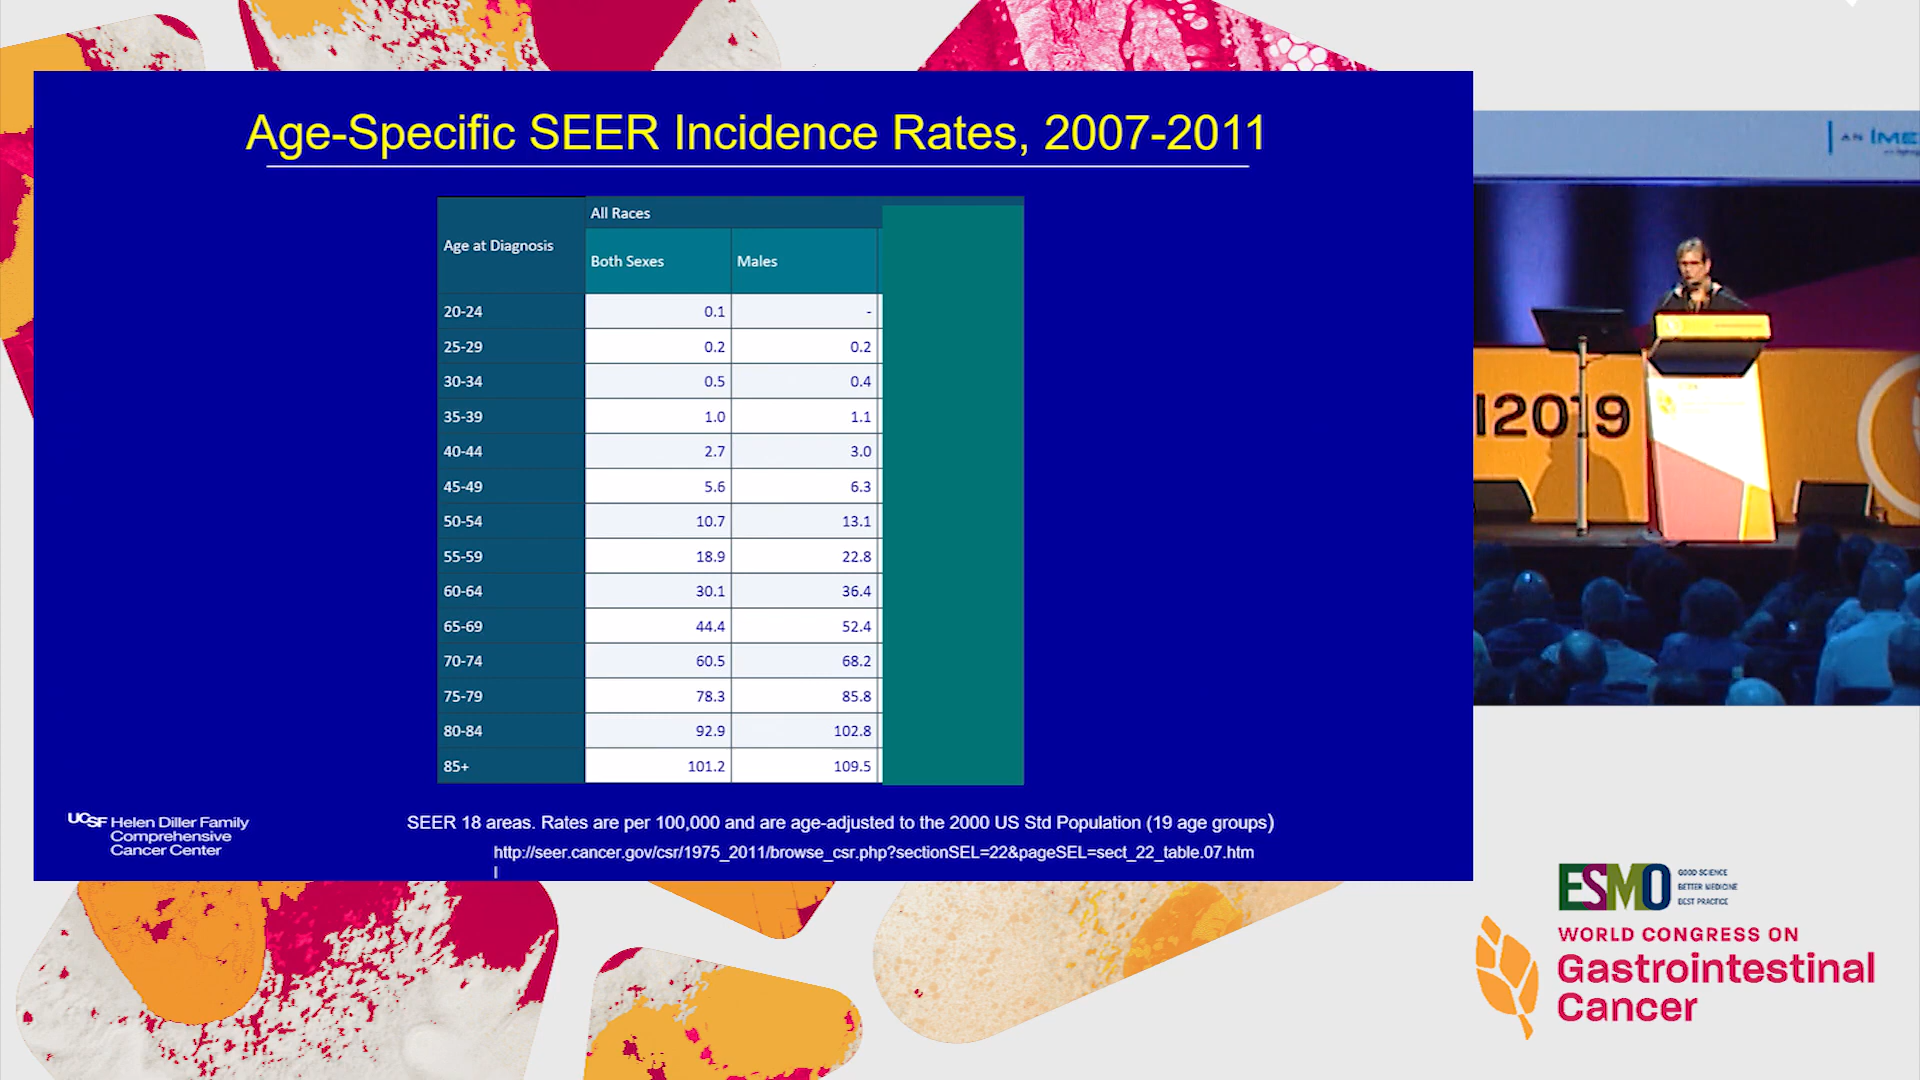 Age-Specific SEER Incidence Rates, 2007-2011
Age at Diagnosis
All Races
Both Sexes Males
20-24 0.1 -
25-29 0.2 0.2
30-34 0.5 0.4
35-39 1.0 1.1
40-44 2.7 3.0
45-49 5.6 6.3
50-54 10.7 13.1
55-59 18.9 22.8
60-64 30.1 36.4
65-69 44.4 52.4
70-74 60.5 68.2
75-79 78.3 85.8
80-84 92.9 102.8
85+ 101.2 109.5
SEER 18 areas. Rates are per 100,000 and are age-adjusted to the 2000 US Std Population (19 age groups)
http://seer.cancer.gov/csr/1975_2011/browse_csr.php?sectionSEL=22&pageSEL=sect_22_table.07.htm
l
UCSF Helen Diller Family
Comprehensive
Cancer Center
AN IME
2019
ESMO
GOOD SCIENCE
BETTER MEDICINE
BEST PRACTICE
WORLD CONGRESS ON
Gastrointestinal
Cancer